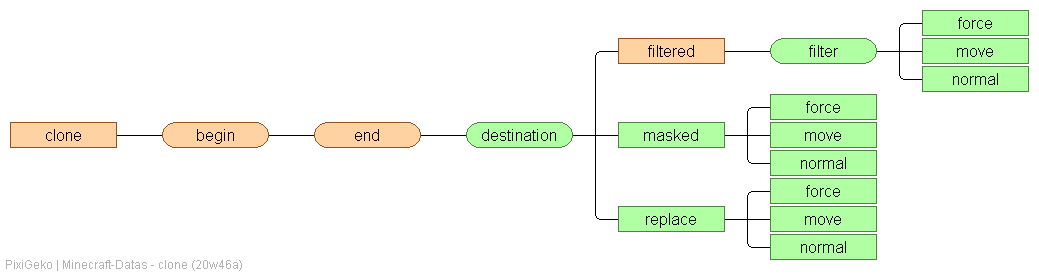 force
filtered
filter
move
normal
force
clone
begin
end
destination
masked
move
normal
force
replace
move
normal
PixiGeko | Minecraft-Datas - clone (20w46a)